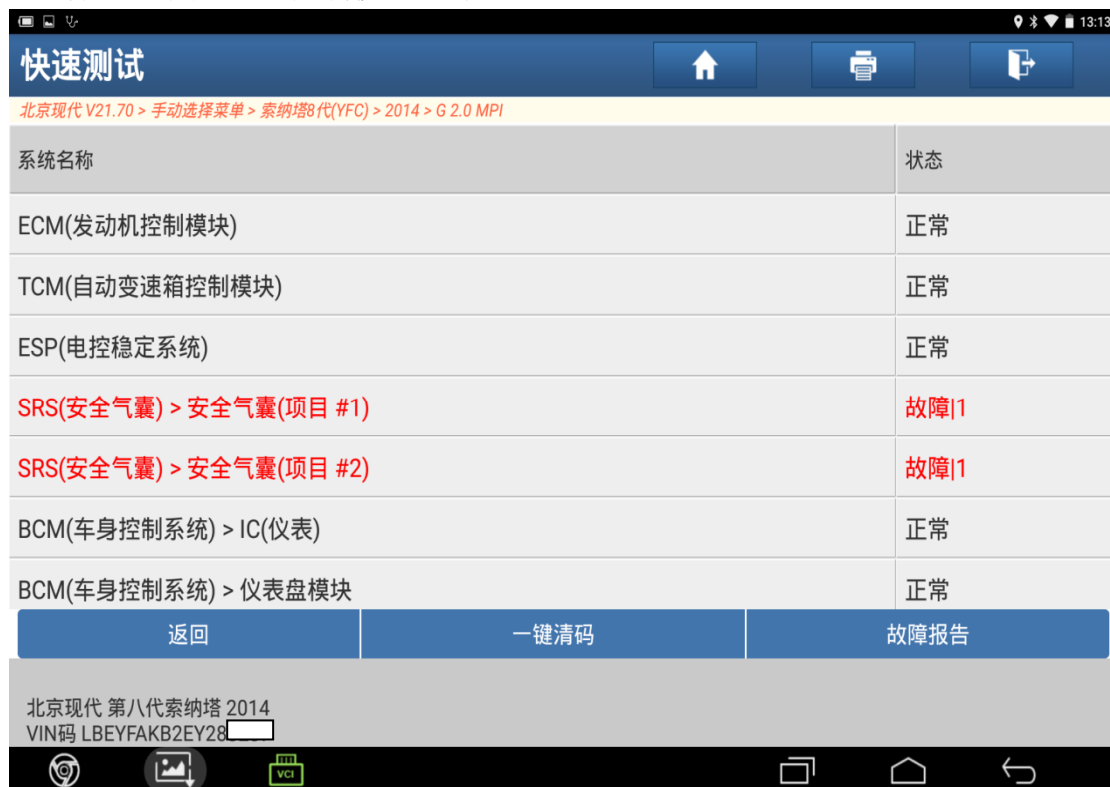 13:13
快速测试
北京现代 V21.70 > 手动选择菜单 > 索纳塔8代(YFC) > 2014 > G 2.0 MPI
系统名称 状态
ECM(发动机控制模块) 正常
TCM(自动变速箱控制模块) 正常
ESP(电控稳定系统) 正常
SRS(安全气囊) > 安全气囊(项目 #1) 故障|1
SRS(安全气囊) > 安全气囊(项目 #2) 故障|1
BCM(车身控制系统) > IC(仪表) 正常
BCM(车身控制系统) > 仪表盘模块 正常
返回 一键清码 故障报告
北京现代 第八代索纳塔 2014
VIN码 LBEYFAKB2EY28
VCI